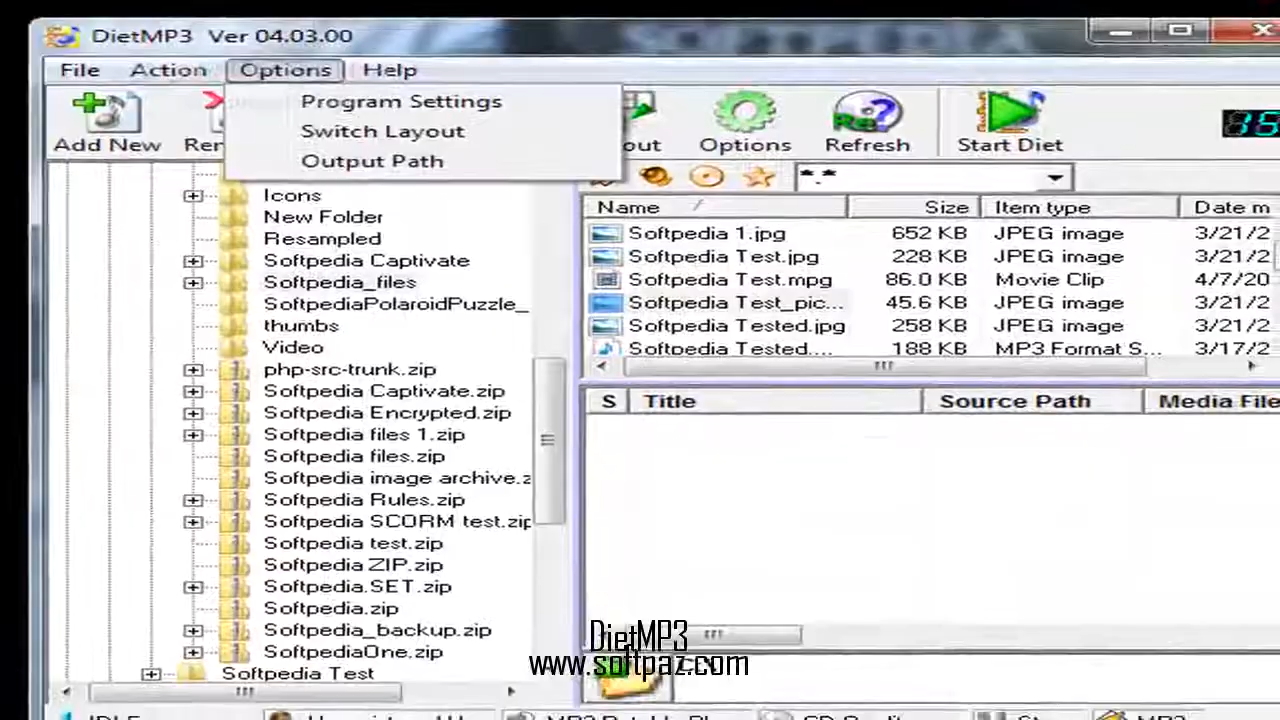 DietMP3 Ver 04.03.00
File Action Options Help
Program Settings
Switch Layout
Output Path
Add New
Options Refresh Start Diet
*.*
Icons
New Folder
Resampled
Softpedia Captivate
Softpedia_files
SoftpediaPolaroidPuzzle_
thumbs
Video
php-src-trunk.zip
Softpedia Captivate.zip
Softpedia Encrypted.zip
Softpedia files 1.zip
Softpedia files.zip
Softpedia image archive.z
Softpedia Rules.zip
Softpedia SCORM test.zip
Softpedia test.zip
Softpedia ZIP.zip
Softpedia.SET.zip
Softpedia.zip
Softpedia_backup.zip
SoftpediaOne.zip
Softpedia Test
Name Size Item type Date m
Softpedia 1.jpg 652 KB JPEG image 3/21/2
Softpedia Test.jpg 228 KB JPEG image 3/21/2
Softpedia Test.mpg 86.0 KB Movie Clip 4/7/20
Softpedia Test_pic... 45.6 KB JPEG image 3/21/2
Softpedia Tested.jpg 258 KB JPEG image 3/21/2
Softpedia Tested.... 188 KB MP3 Format S... 3/17/2
S Title Source Path Media File
DietMP3
www.softpaz.com